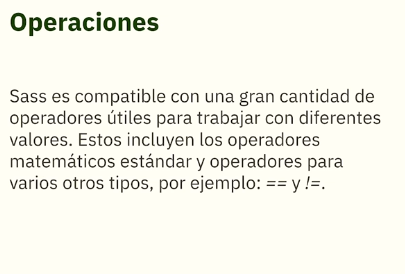 Operaciones
Sass es compatible con una gran cantidad de
operadores útiles para trabajar con diferentes
valores. Estos incluyen los operadores
matemáticos estándar y operadores para
varios otros tipos, por ejemplo: == y !=.